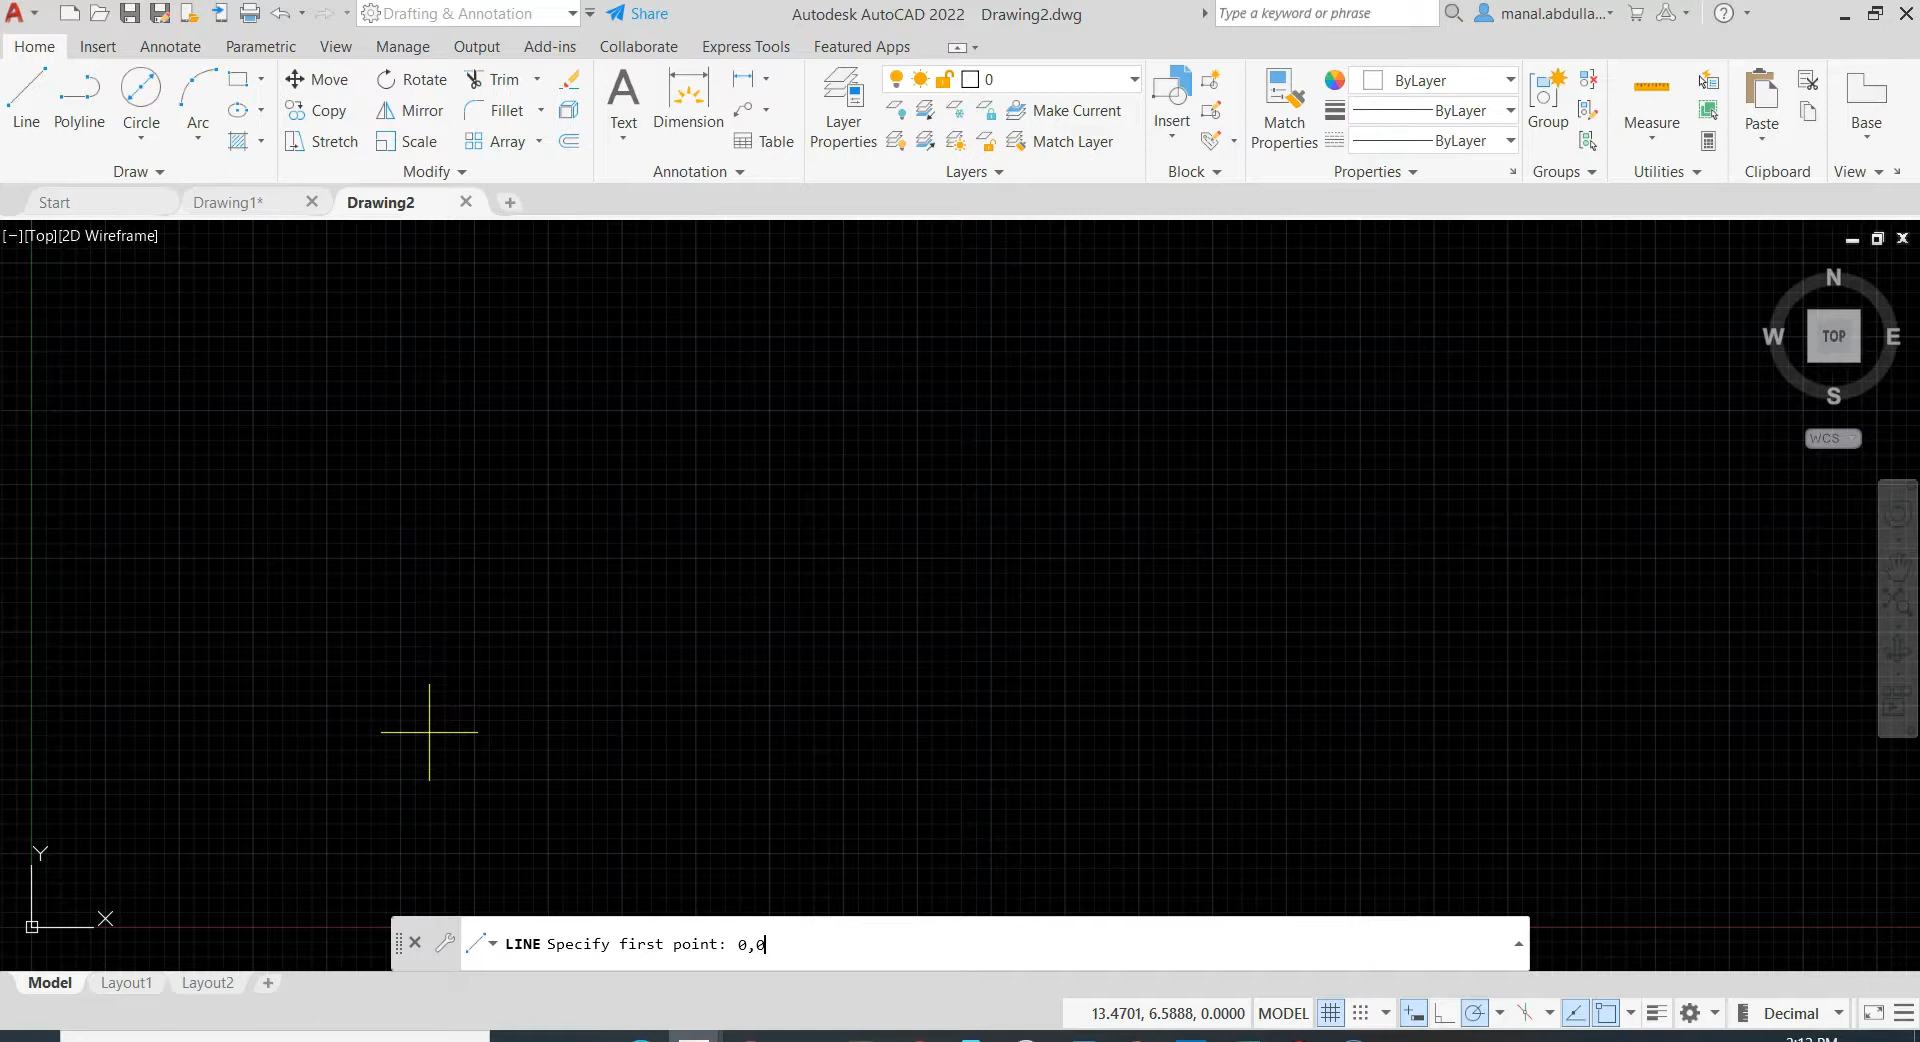 Drafting & Annotation Share Autodesk AutoCAD 2022 Drawing2.dwg Type a keyword or phrase manal.abdulla...
Home Insert Annotate Parametric View Manage Output Add-ins Collaborate Express Tools Featured Apps
Line Polyline Circle Arc
Move Rotate Trim
Copy Mirror Fillet
Stretch Scale Array
Text Dimension Table
Layer Properties
0
Make Current
Match Layer
Insert
Match Properties
ByLayer
ByLayer
ByLayer
Group Measure Paste Base
Draw Modify Annotation Layers Block Properties Groups Utilities Clipboard View
Start Drawing1* Drawing2
[−][Top][2D Wireframe]
N
W TOP E
S
WCS
Y
X
LINE Specify first point: 0,0
Model Layout1 Layout2
13.4701, 6.5888, 0.0000 MODEL Decimal